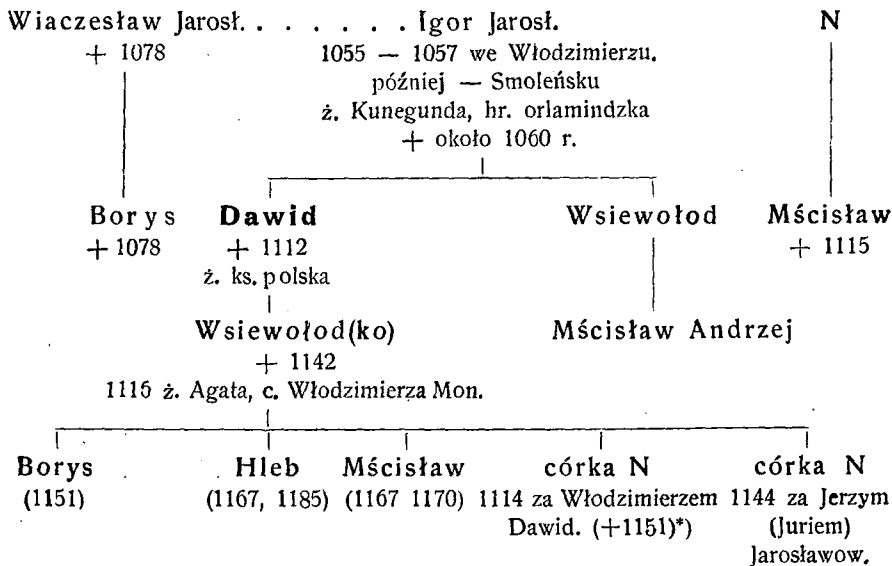 Wiaczesław Jarosł. . . . . . . Igor Jarosł. N
+ 1078 1055 — 1057 we Włodzimierzu.
później — Smoleńsku
ż. Kunegunda, hr. orlamindzka
+ około 1060 r.
Borys Dawid Wsiewołod Mścisław
+ 1078 + 1112 + 1115
ż. ks. polska
Wsiewołod(ko) Mścisław Andrzej
+ 1142
1115 ż. Agata, c. Włodzimierza Mon.
Borys Hleb Mścisław córka N córka N
(1151) (1167, 1185) (1167 1170) 1114 za Włodzimierzem 1144 za Jerzym
Dawid. (+1151)*) (Juriem)
Jarosławow.